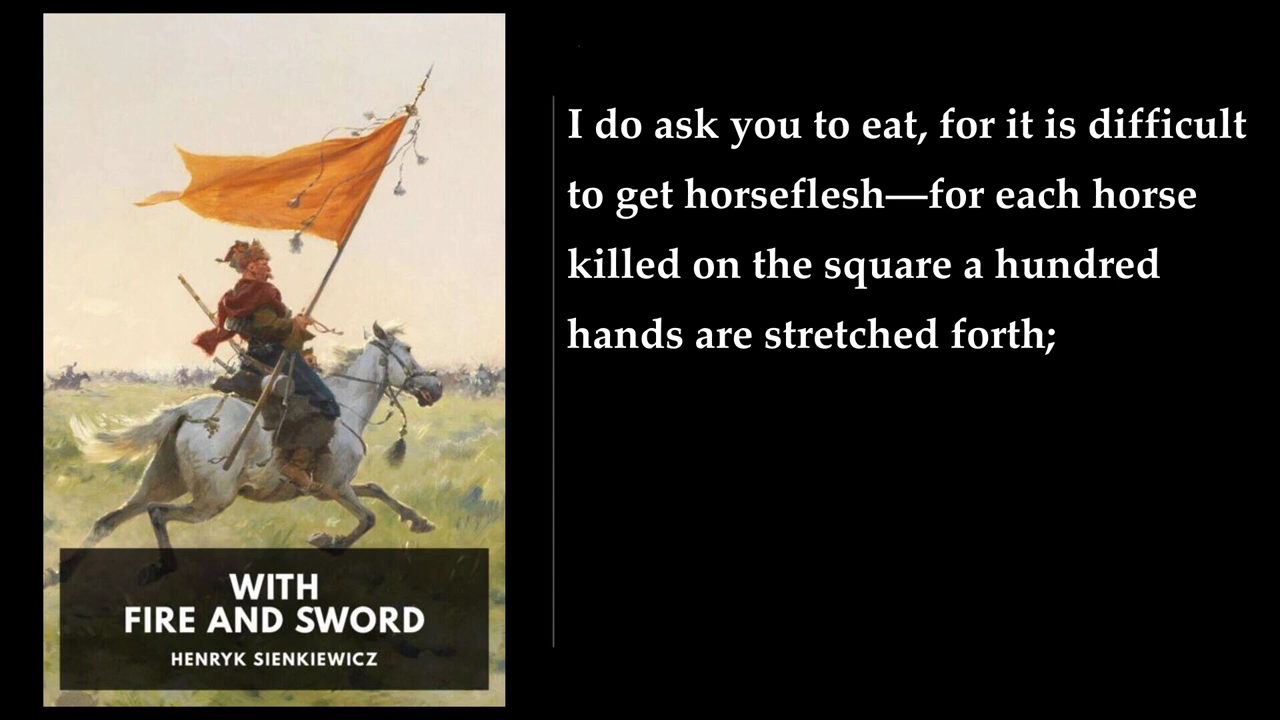 I do ask you to eat, for it is difficult
to get horseflesh—for each horse
killed on the square a hundred
hands are stretched forth;
WITH
FIRE AND SWORD
HENRYK SIENKIEWICZ